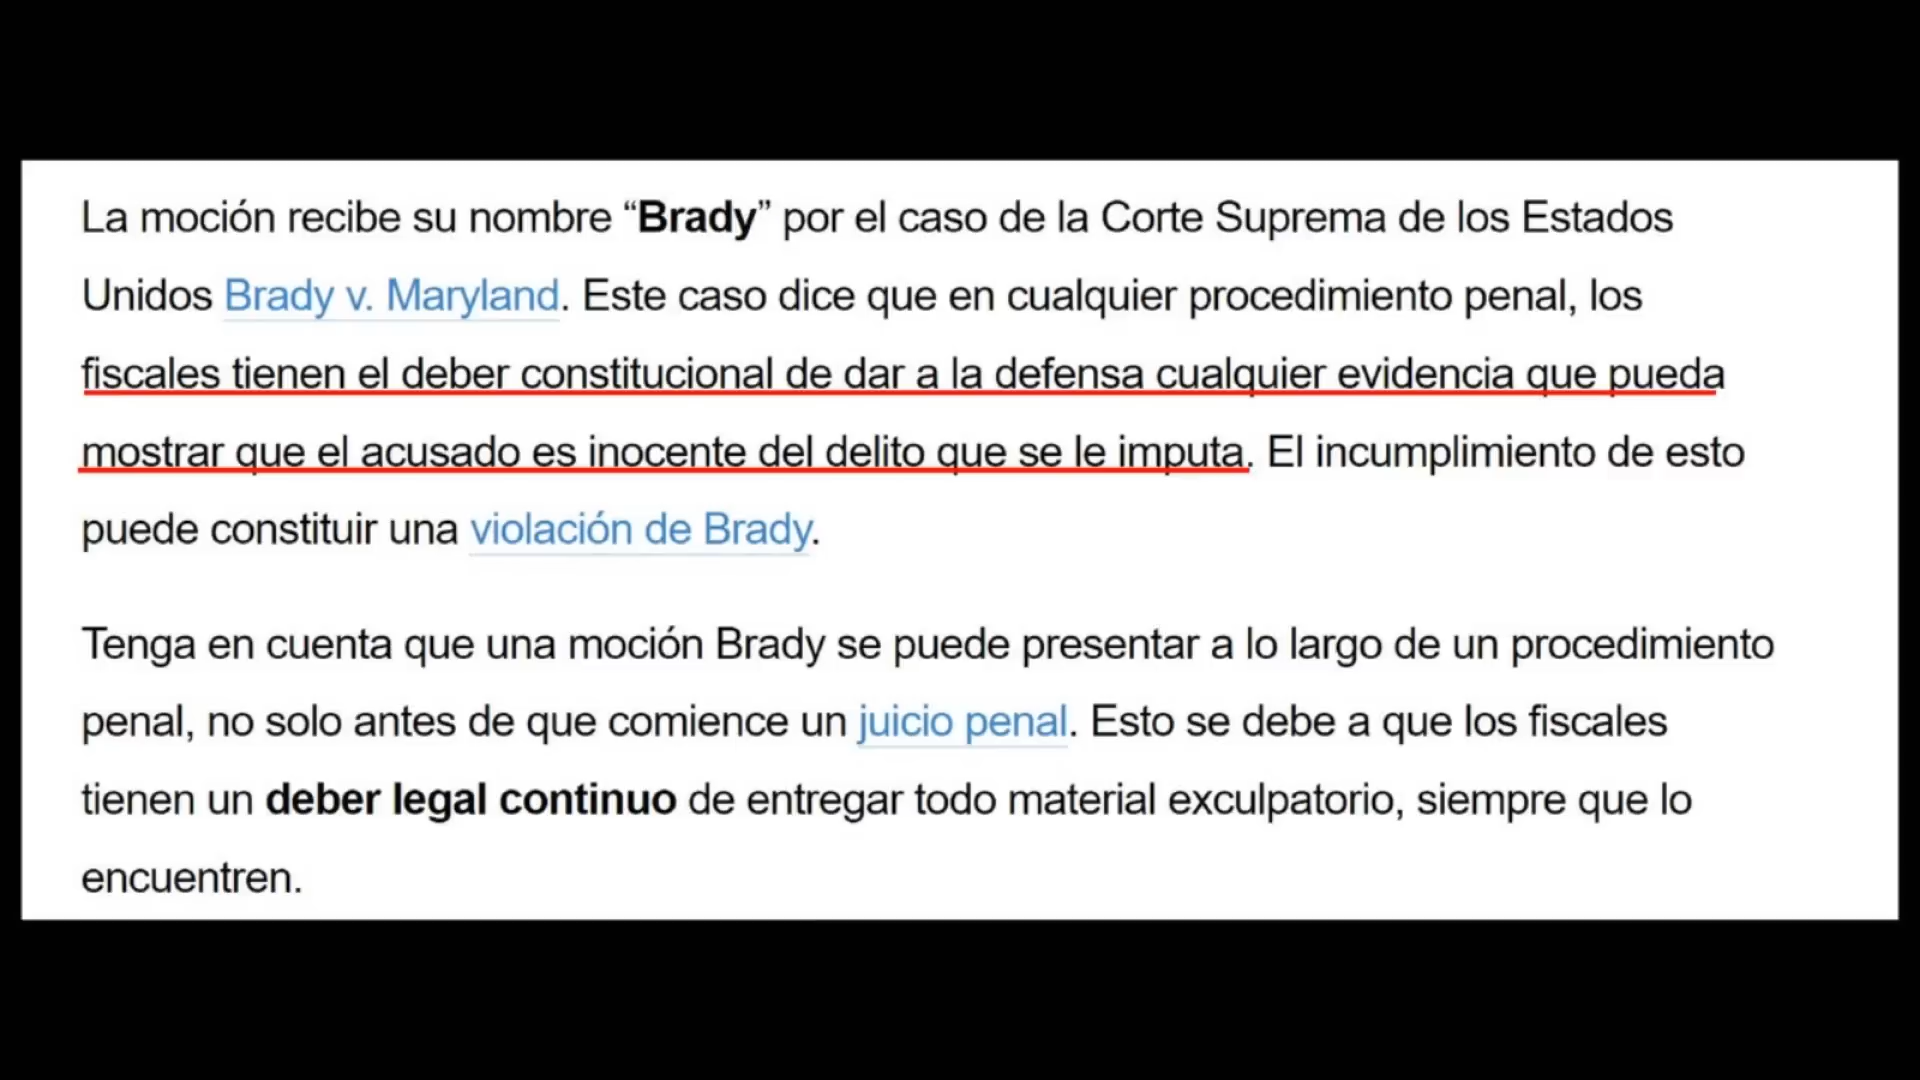 La moción recibe su nombre “Brady” por el caso de la Corte Suprema de los Estados
Unidos Brady v. Maryland. Este caso dice que en cualquier procedimiento penal, los
fiscales tienen el deber constitucional de dar a la defensa cualquier evidencia que pueda
mostrar que el acusado es inocente del delito que se le imputa. El incumplimiento de esto
puede constituir una violación de Brady.
Tenga en cuenta que una moción Brady se puede presentar a lo largo de un procedimiento
penal, no solo antes de que comience un juicio penal. Esto se debe a que los fiscales
tienen un deber legal continuo de entregar todo material exculpatorio, siempre que lo
encuentren.